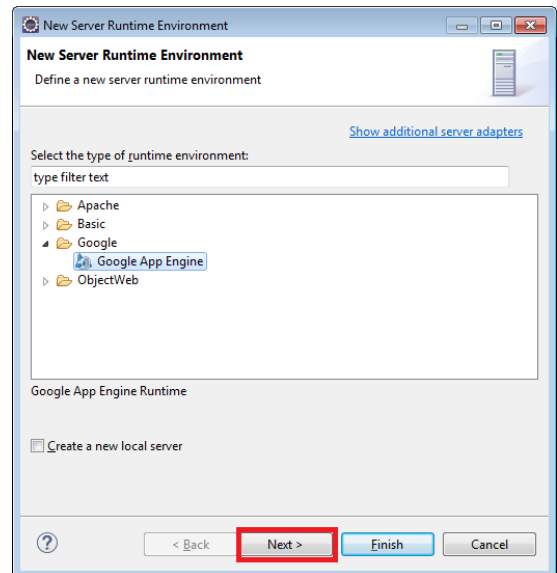 New Server Runtime Environment
New Server Runtime Environment
Define a new server runtime environment
Show additional server adapters
Select the type of runtime environment:
type filter text
Apache
Basic
Google
Google App Engine
ObjectWeb
Google App Engine Runtime
Create a new local server
? < Back Next > Finish Cancel